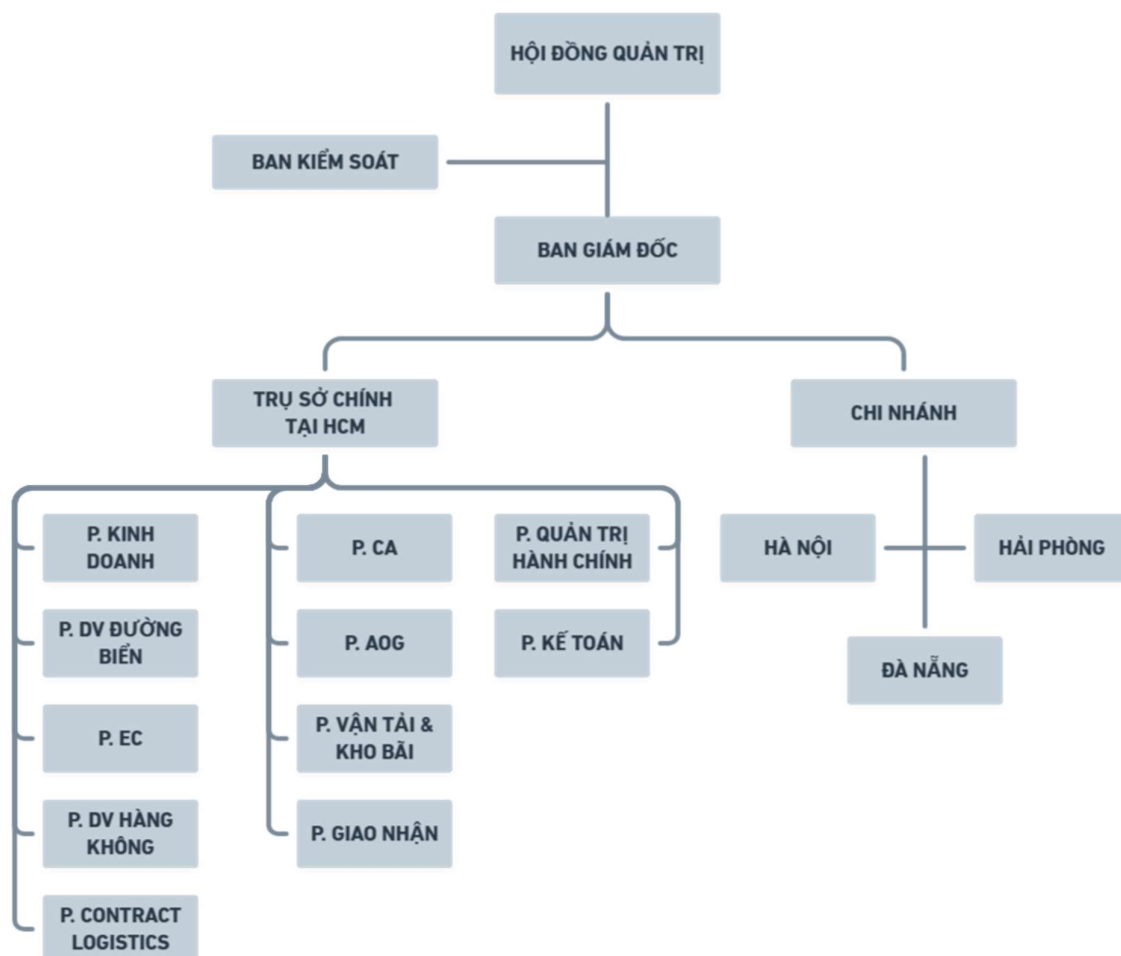 HỘI ĐỒNG QUẢN TRỊ
BAN KIỂM SOÁT
BAN GIÁM ĐỐC
TRỤ SỞ CHÍNH
TẠI HCM
CHI NHÁNH
P. KINH
DOANH
P. CA
P. QUẢN TRỊ
HÀNH CHÍNH
HÀ NỘI
HẢI PHÒNG
P. DV ĐƯỜNG
BIỂN
P. AOG
P. KẾ TOÁN
ĐÀ NẴNG
P. EC
P. VẬN TẢI &
KHO BÃI
P. DV HÀNG
KHÔNG
P. GIAO NHẬN
P. CONTRACT
LOGISTICS